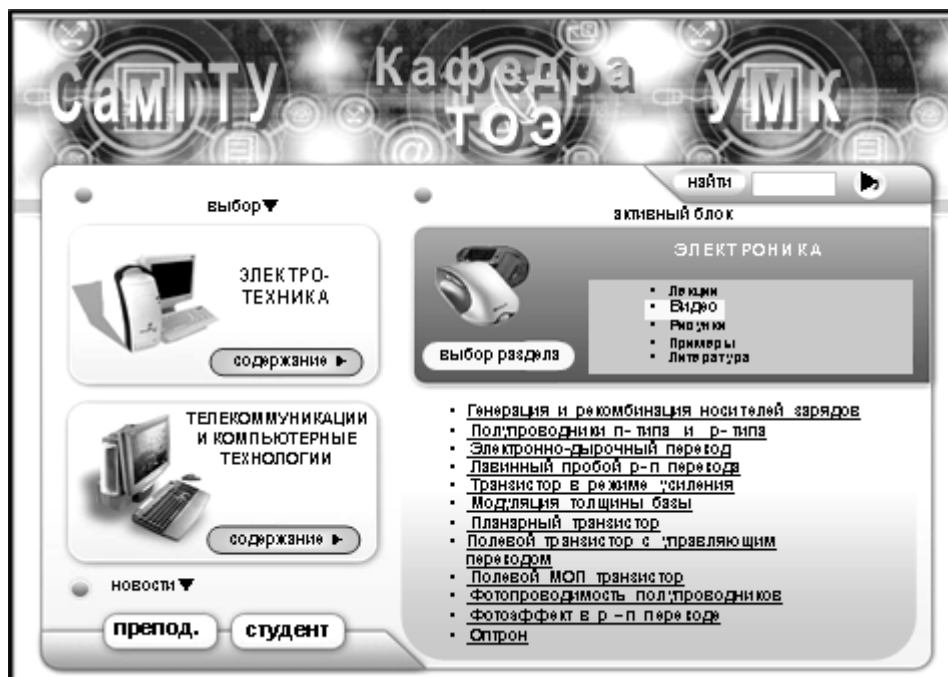 СамГТУ
Кафедра
ТОЭ
УМК
найти
выбор▼
активный блок
ЭЛЕКТРО-
ТЕХНИКА
содержание ►
ТЕЛЕКОММУНИКАЦИИ
И КОМПЬЮТЕРНЫЕ
ТЕХНОЛОГИИ
содержание ►
новости▼
препод.
студент
ЭЛЕКТРОНИКА
• Лекции
• Видео
• Рисунки
• Примеры
• Литература
выбор раздела
• Генерация и рекомбинация носителей зарядов
• Полупроводники n- типа и p- типа
• Электронно-дырочный переход
• Лавинный пробой p-n перехода
• Транзистор в режиме усиления
• Модуляция толщины базы
• Планарный транзистор
• Полевой транзистор с управляющим
переходом
• Полевой МОП транзистор
• Фотопроводимость полупроводников
• Фотоэффект в p -n переходе
• Оптрон